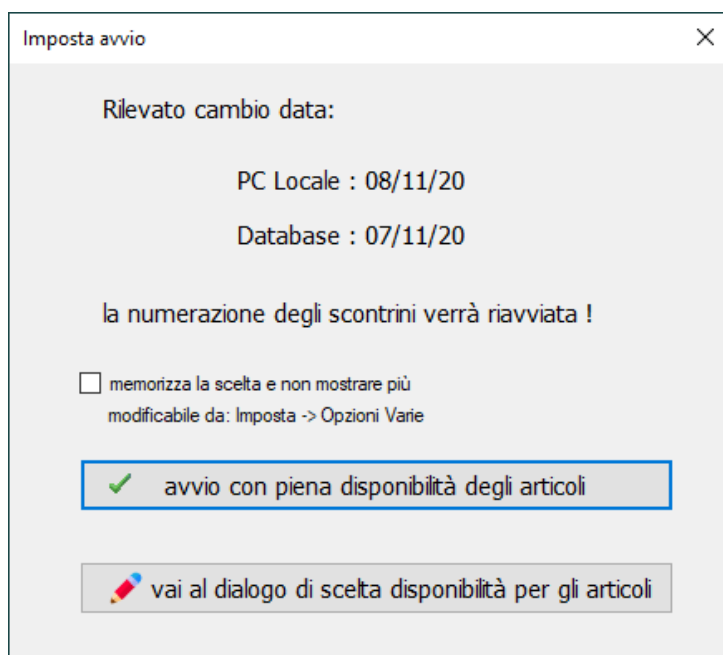 Imposta avvio
Rilevato cambio data:
PC Locale : 08/11/20
Database : 07/11/20
la numerazione degli scontrini verrà riavviata !
memorizza la scelta e non mostrare più
modificabile da: Imposta -> Opzioni Varie
avvio con piena disponibilità degli articoli
vai al dialogo di scelta disponibilità per gli articoli